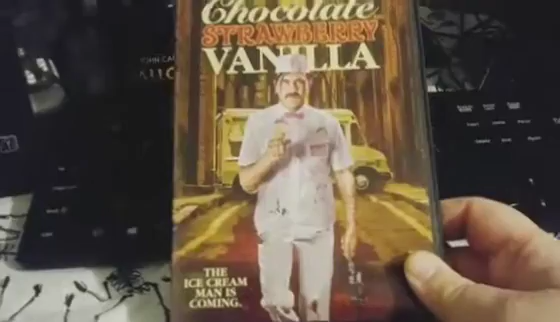 Chocolate
STRAWBERRY
VANILLA
THE
ICE CREAM
MAN IS
COMING.